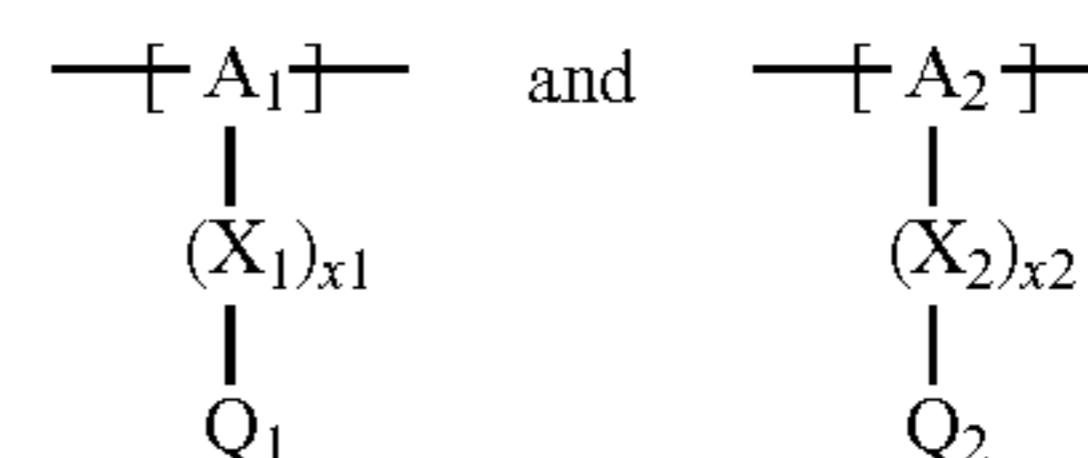 [ A₁ ] and [ A₂ ]
(X₁)ₓ₁ (X₂)ₓ₂
Q₁ Q₂